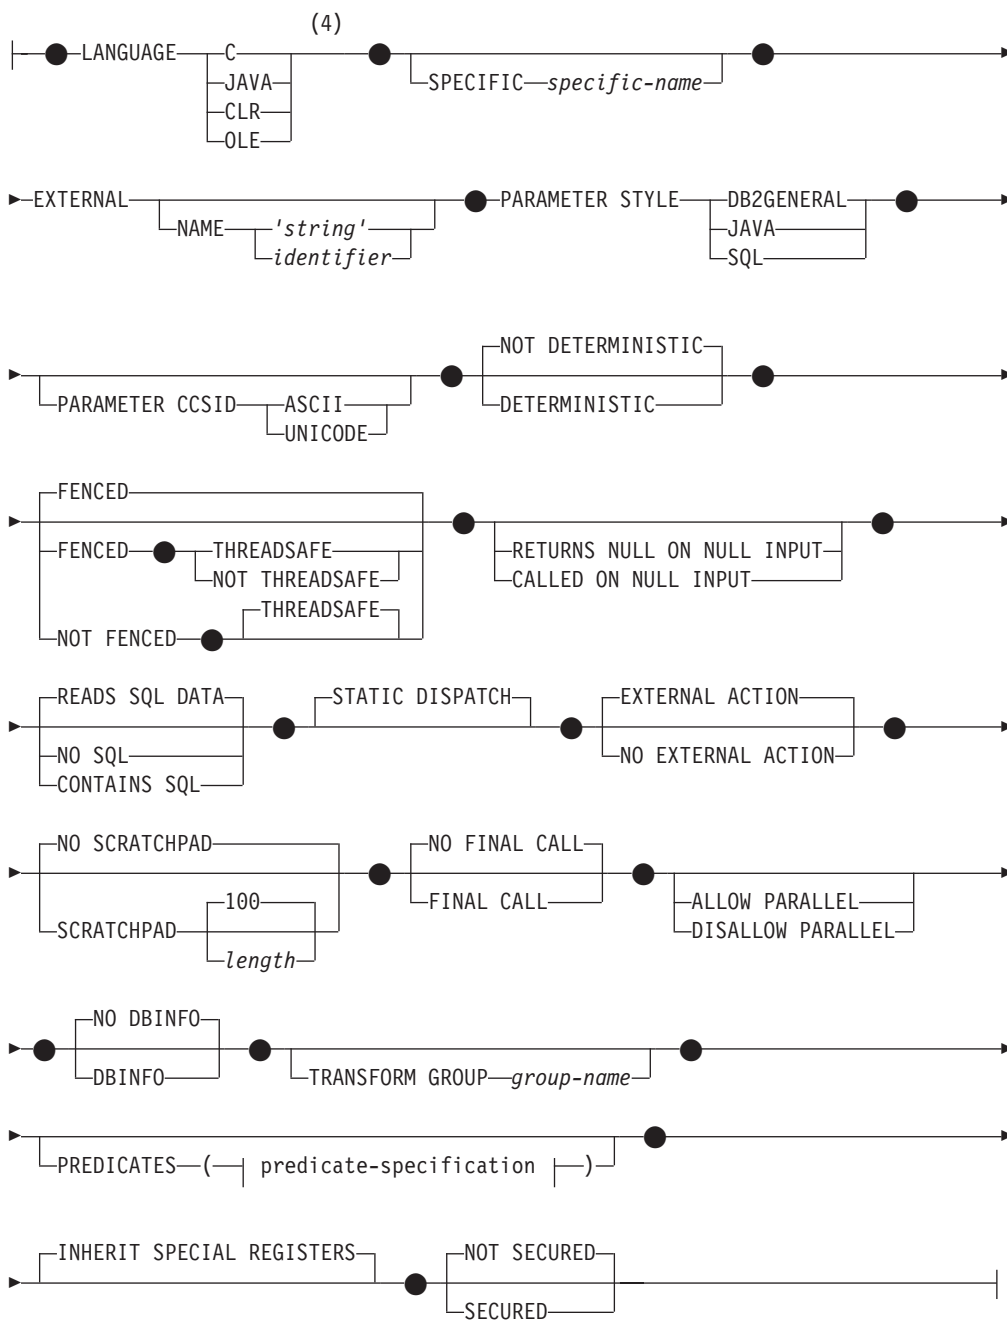 (4)
LANGUAGE C SPECIFIC specific-name
JAVA
CLR
OLE
EXTERNAL NAME 'string' PARAMETER STYLE DB2GENERAL
identifier JAVA
SQL
NOT DETERMINISTIC
PARAMETER CCSID ASCII DETERMINISTIC
UNICODE
FENCED
FENCED THREADSAFE RETURNS NULL ON NULL INPUT
NOT THREADSAFE CALLED ON NULL INPUT
THREADSAFE
NOT FENCED
READS SQL DATA STATIC DISPATCH EXTERNAL ACTION
NO SQL NO EXTERNAL ACTION
CONTAINS SQL
NO SCRATCHPAD NO FINAL CALL
100 FINAL CALL ALLOW PARALLEL
SCRATCHPAD DISALLOW PARALLEL
length
NO DBINFO
DBINFO TRANSFORM GROUP group-name
PREDICATES ( predicate-specification )
INHERIT SPECIAL REGISTERS NOT SECURED
SECURED